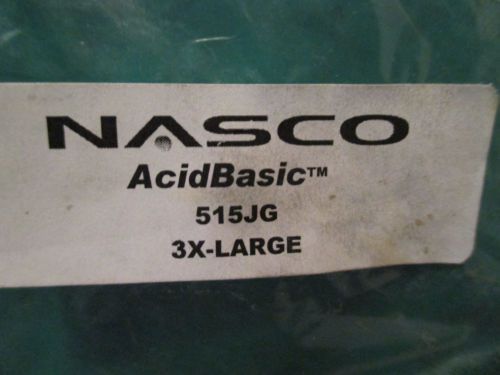 NASCO
AcidBasic™
515JG
3X-LARGE